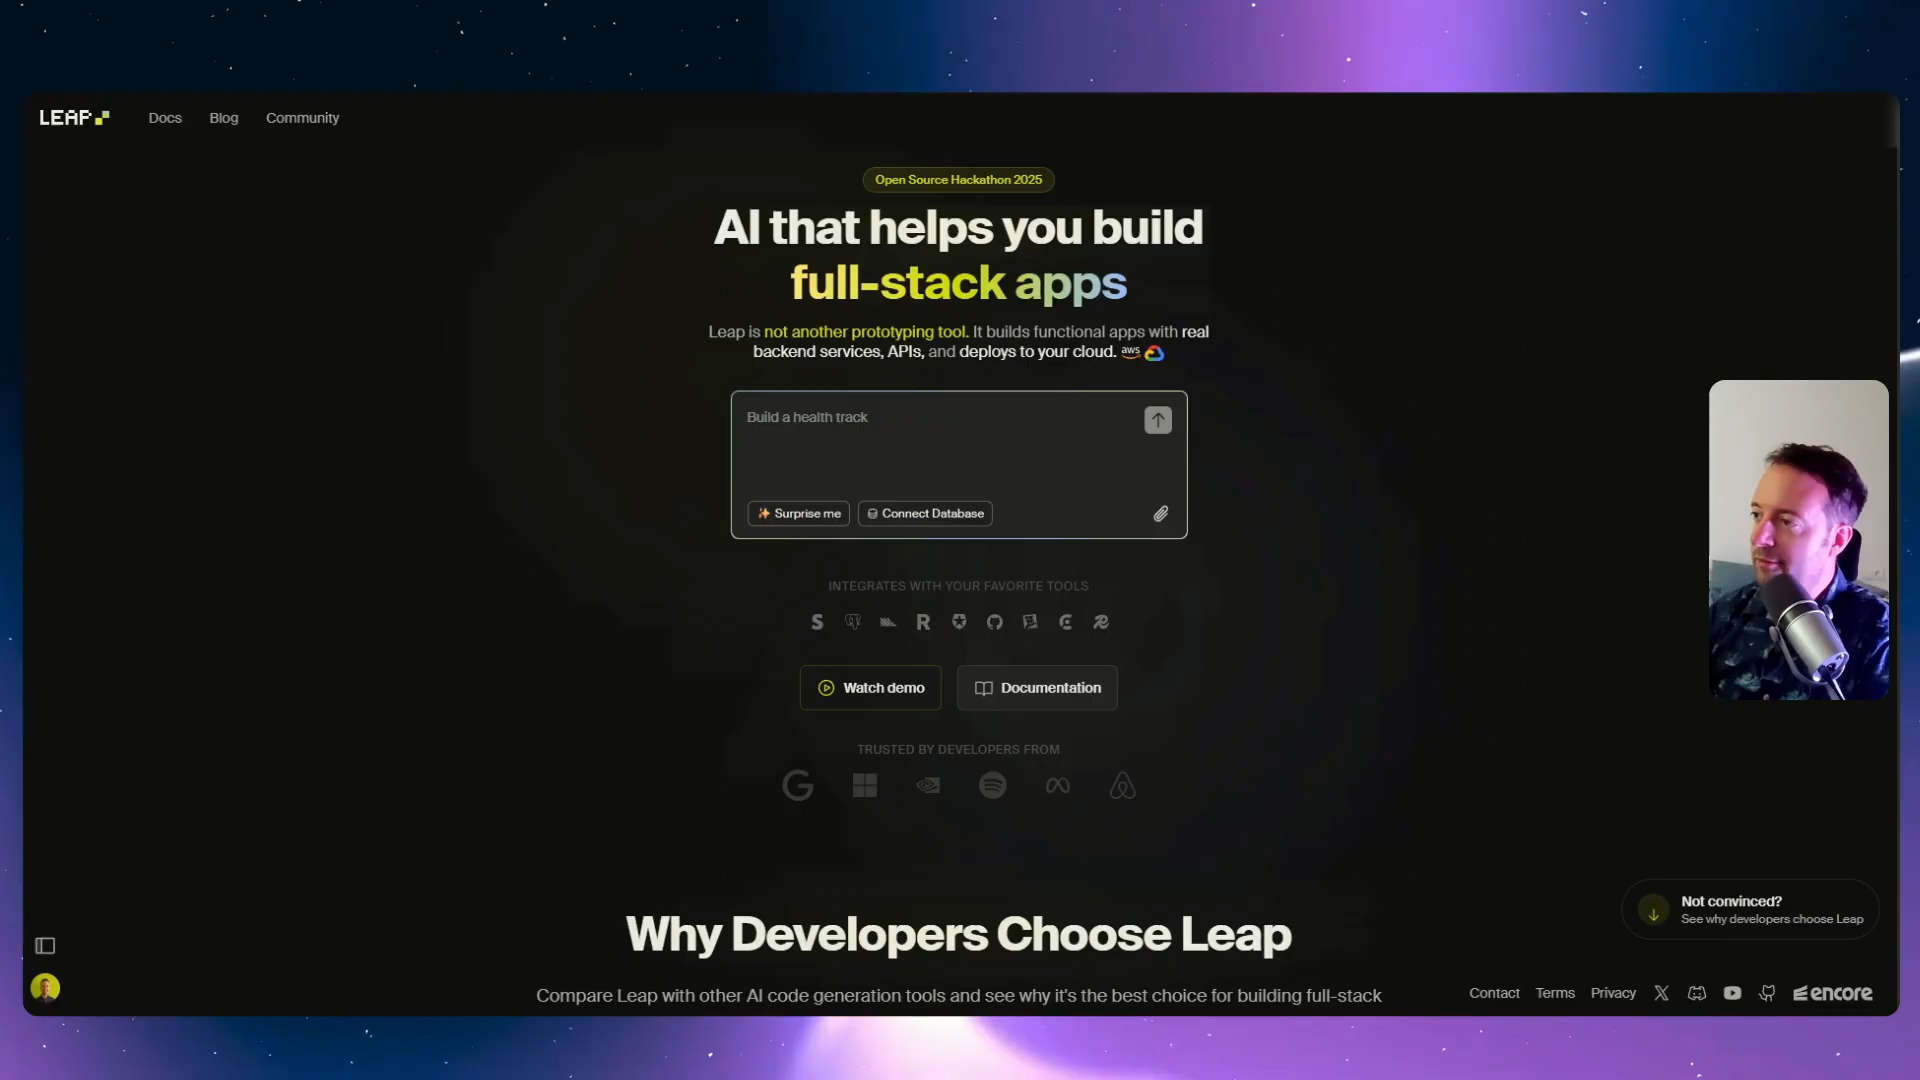 LEAP
Docs
Blog
Community
Open Source Hackathon 2025
AI that helps you build
full-stack apps
Leap is not another prototyping tool. It builds functional apps with real
backend services, APIs, and deploys to your cloud. aws
Build a health track
Surprise me
Connect Database
INTEGRATES WITH YOUR FAVORITE TOOLS
Watch demo
Documentation
TRUSTED BY DEVELOPERS FROM
Why Developers Choose Leap
Compare Leap with other AI code generation tools and see why it's the best choice for building full-stack
Not convinced?
See why developers choose Leap
Contact
Terms
Privacy
encore